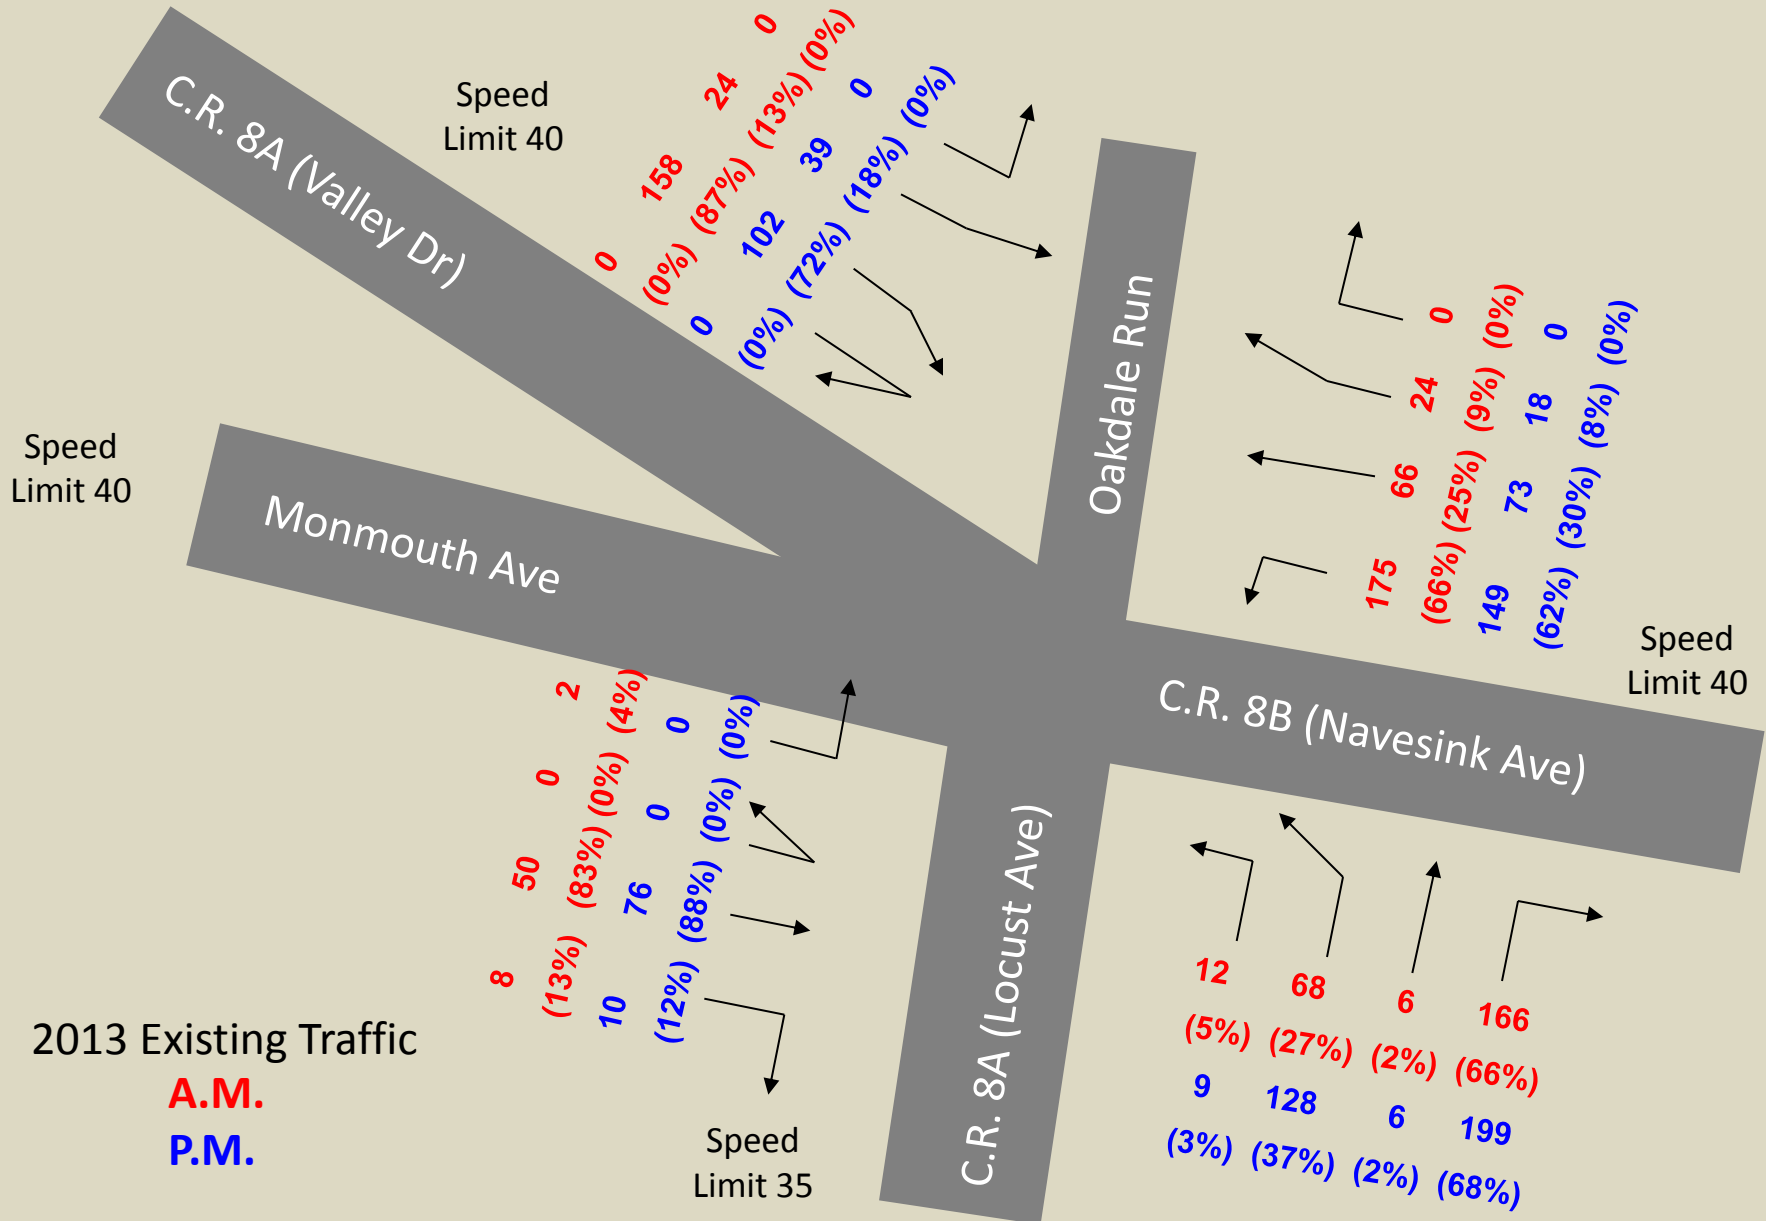 C.R. 8A (Valley Dr)
Speed
Limit 40
0 158 24 0
(0%) (87%) (13%) (0%)
0 102 39 0
(0%) (72%) (18%) (0%)
Oakdale Run
0 24 66 175
(0%) (9%) (25%) (66%)
0 18 73 149
(0%) (8%) (30%) (62%)
Speed
Limit 40
Speed
Limit 40
Monmouth Ave
C.R. 8B (Navesink Ave)
8 50 0 2
(13%) (83%) (0%) (4%)
10 76 0 0
(12%) (88%) (0%) (0%)
C.R. 8A (Locust Ave)
12 68 6 166
(5%) (27%) (2%) (66%)
9 128 6 199
(3%) (37%) (2%) (68%)
2013 Existing Traffic
A.M.
P.M.
Speed
Limit 35